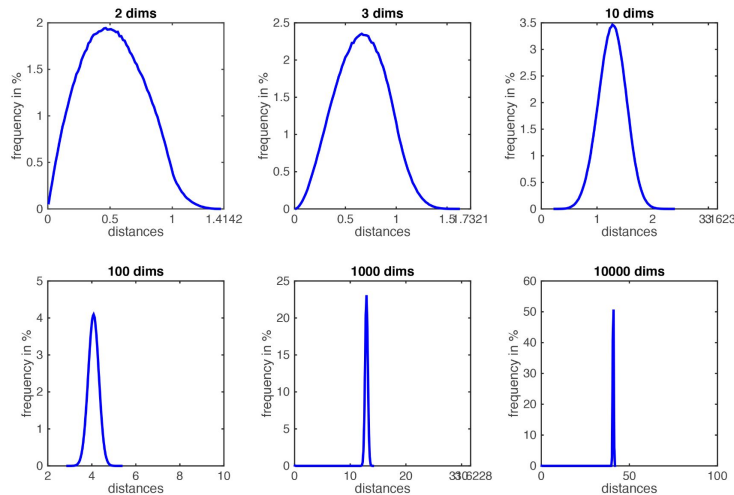 2 dims
2
1.5
1
0.5
0
frequency in %
0 0.5 1 1.4142
distances
3 dims
2.5
2
1.5
1
0.5
0
frequency in %
0 0.5 1 1.51.7321
distances
10 dims
3.5
3
2.5
2
1.5
1
0.5
0
frequency in %
0 1 2 33.1623
distances
100 dims
5
4
3
2
1
0
frequency in %
2 4 6 8 10
distances
1000 dims
25
20
15
10
5
0
frequency in %
0 10 20 3031.6228
distances
10000 dims
60
50
40
30
20
10
0
frequency in %
0 50 100
distances